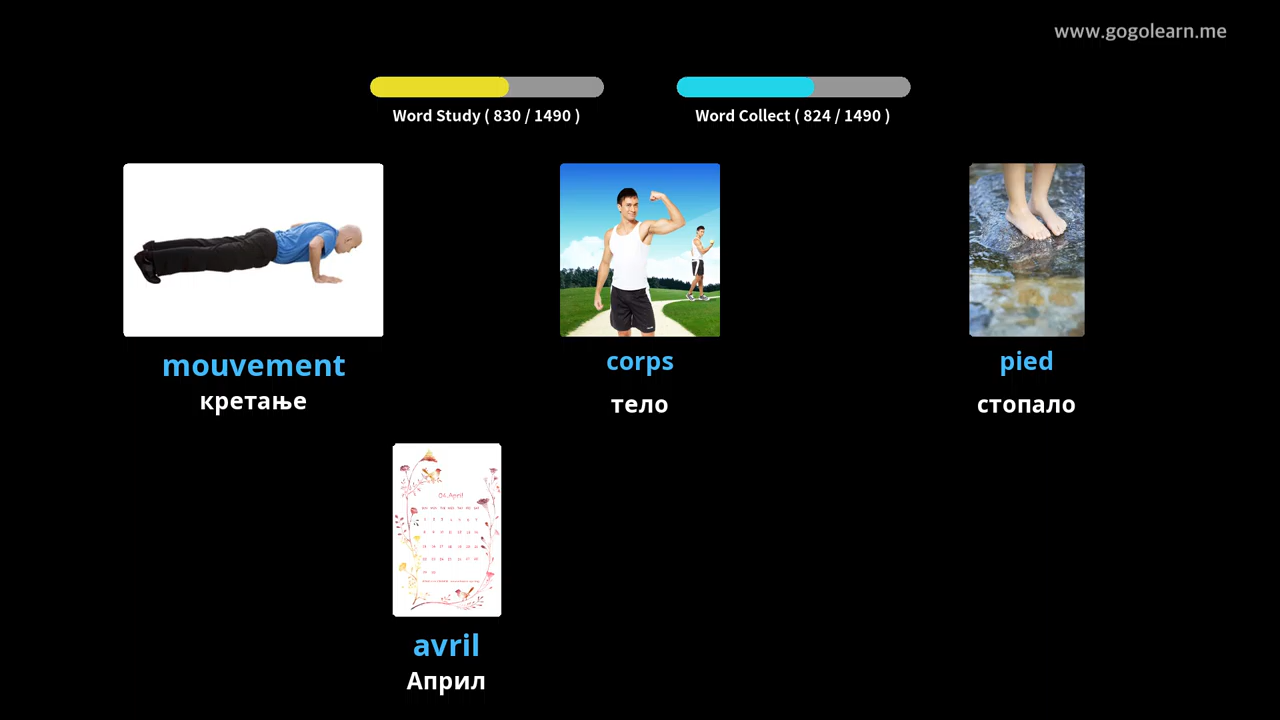 www.gogolearn.me
Word Study ( 830 / 1490 )
Word Collect ( 824 / 1490 )
mouvement
кретање
corps
тело
pied
стопало
April
avril
Април